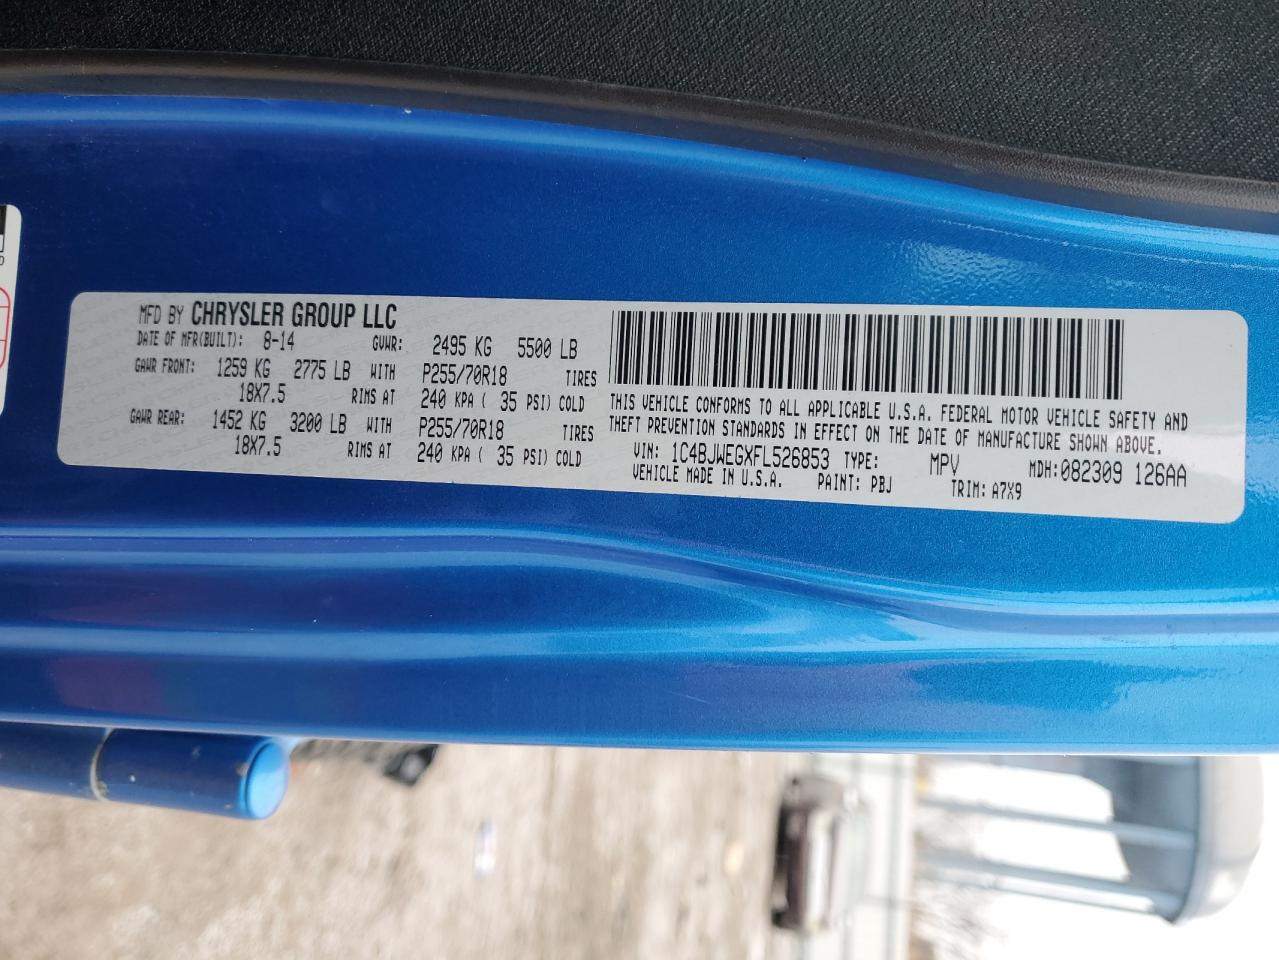 MFD BY CHRYSLER GROUP LLC
DATE OF MFR(BUILT): 8-14 GVWR: 2495 KG 5500 LB
GAWR FRONT: 1259 KG 2775 LB WITH P255/70R18 TIRES
18X7.5 RIMS AT 240 KPA ( 35 PSI) COLD
GAWR REAR: 1452 KG 3200 LB WITH P255/70R18 TIRES
18X7.5 RIMS AT 240 KPA ( 35 PSI) COLD
THIS VEHICLE CONFORMS TO ALL APPLICABLE U.S.A. FEDERAL MOTOR VEHICLE SAFETY AND
THEFT PREVENTION STANDARDS IN EFFECT ON THE DATE OF MANUFACTURE SHOWN ABOVE.
VIN: 1C4BJWEGXFL526853 TYPE: MPV MDH:082309 126AA
VEHICLE MADE IN U.S.A. PAINT: PBJ TRIM: A7X9